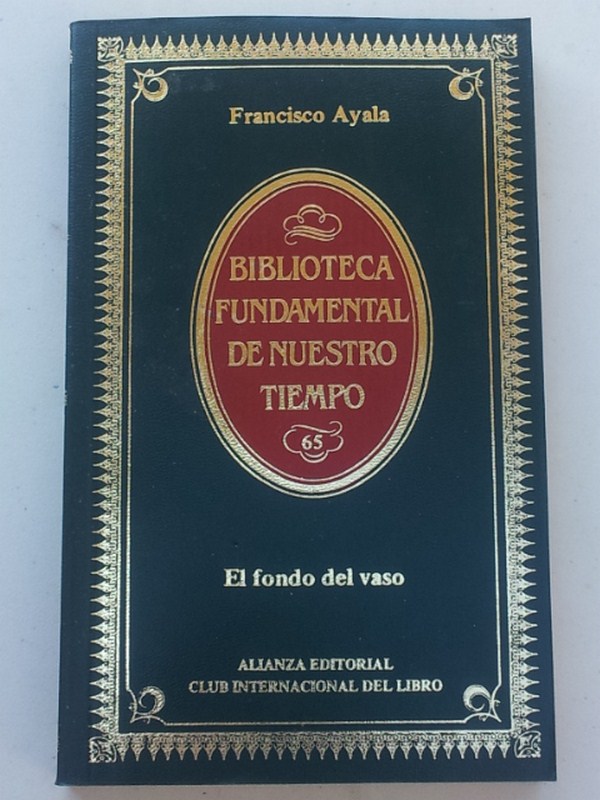 Francisco Ayala
BIBLIOTECA
FUNDAMENTAL
DE NUESTRO
TIEMPO
65
El fondo del vaso
ALIANZA EDITORIAL
CLUB INTERNACIONAL DEL LIBRO